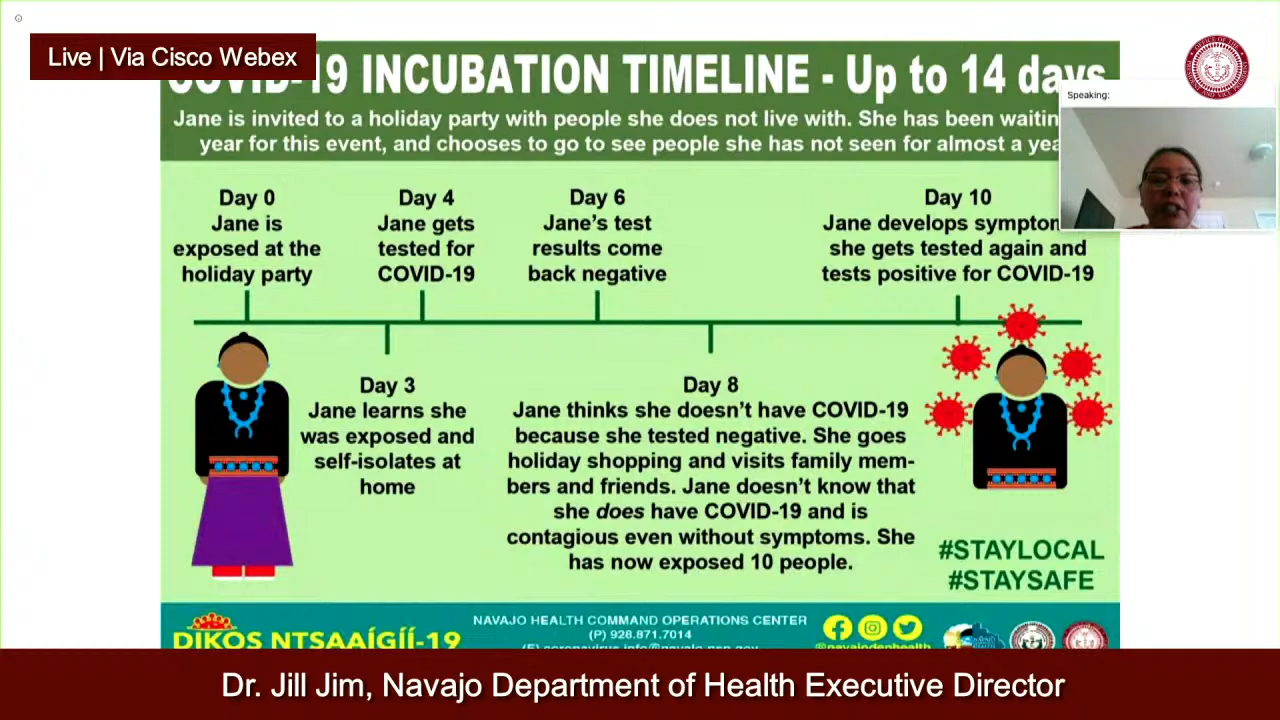 Live | Via Cisco Webex
COVID-19 INCUBATION TIMELINE - Up to 14 days
Jane is invited to a holiday party with people she does not live with. She has been
year for this event, and chooses to go to see people she has not seen for almost a
Speaking:
Day 0
Jane is
exposed at the
holiday party
Day 4
Jane gets
tested for
COVID-19
Day 6
Jane's test
results come
back negative
Day 10
Jane develops
she gets tested again and
tests positive for COVID-19
Day 3
Jane learns she
was exposed and
self-isolates at
home
Day 8
Jane thinks she doesn't have COVID-19
because she tested negative. She goes
holiday shopping and visits family mem-
bers and friends. Jane doesn't know that
she does have COVID-19 and is
contagious even without symptoms. She
has now exposed 10 people.
#STAYLOCAL
#STAYSAFE
DIKOS NTSAAÍGÍÍ-19
NAVAJO HEALTH COMMAND OPERATIONS CENTER
(P) 928.871.7014
Dr. Jill Jim, Navajo Department of Health Executive Director